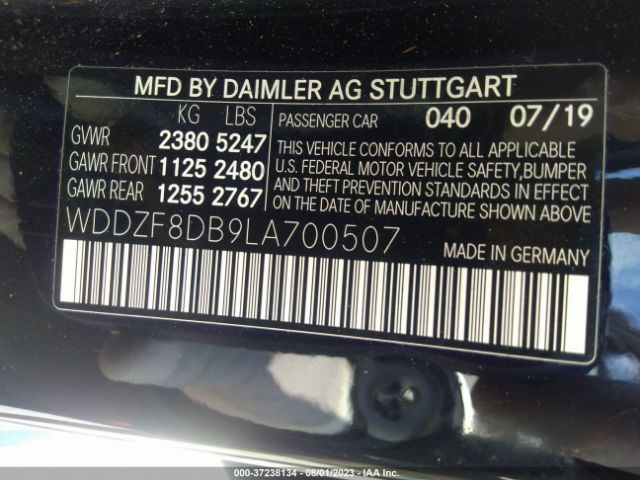 MFD BY DAIMLER AG STUTTGART
KG LBS
GVWR 2380 5247
GAWR FRONT 1125 2480
GAWR REAR 1255 2767
PASSENGER CAR 040 07/19
THIS VEHICLE CONFORMS TO ALL APPLICABLE
U.S. FEDERAL MOTOR VEHICLE SAFETY, BUMPER
AND THEFT PREVENTION STANDARDS IN EFFECT
ON THE DATE OF MANUFACTURE SHOWN ABOVE
WDDZF8DB9LA700507
MADE IN GERMANY
000-37238134 - 08/01/2023 - IAAI.COM